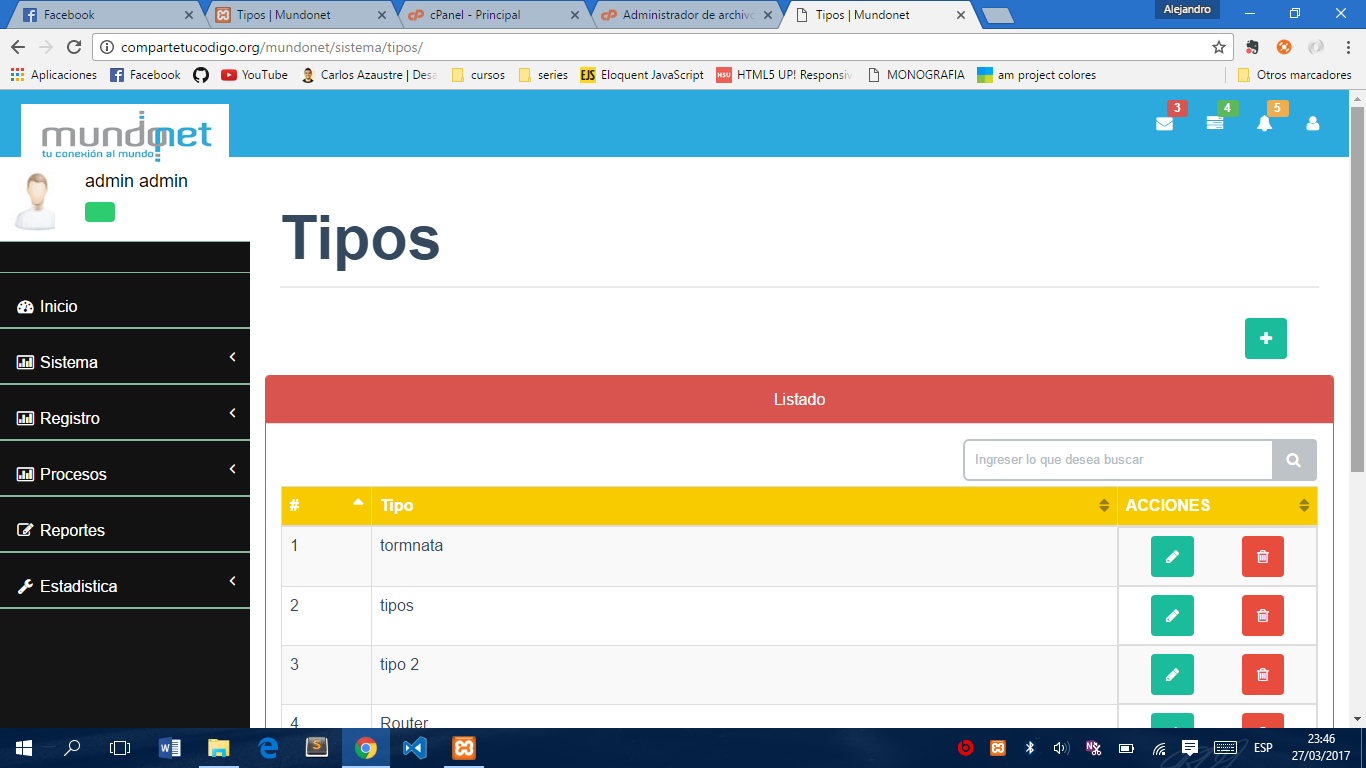 Facebook
Tipos | Mundonet
cPanel - Principal
Administrador de archivo
Tipos | Mundonet
Alejandro
compartetucodigo.org/mundonet/sistema/tipos/
Aplicaciones
Facebook
YouTube
Carlos Azaustre | Desa
cursos
series
EJS
Eloquent JavaScript
HTML5 UP! Responsiv
MONOGRAFIA
am project colores
Otros marcadores
mundonet
tu conexión al mundo
3
4
5
admin admin
Tipos
Inicio
Sistema
Registro
Procesos
Reportes
Estadistica
Listado
Ingreser lo que desea buscar
# Tipo ACCIONES
1 tormnata
2 tipos
3 tipo 2
4 Router
ESP
23:46
27/03/2017